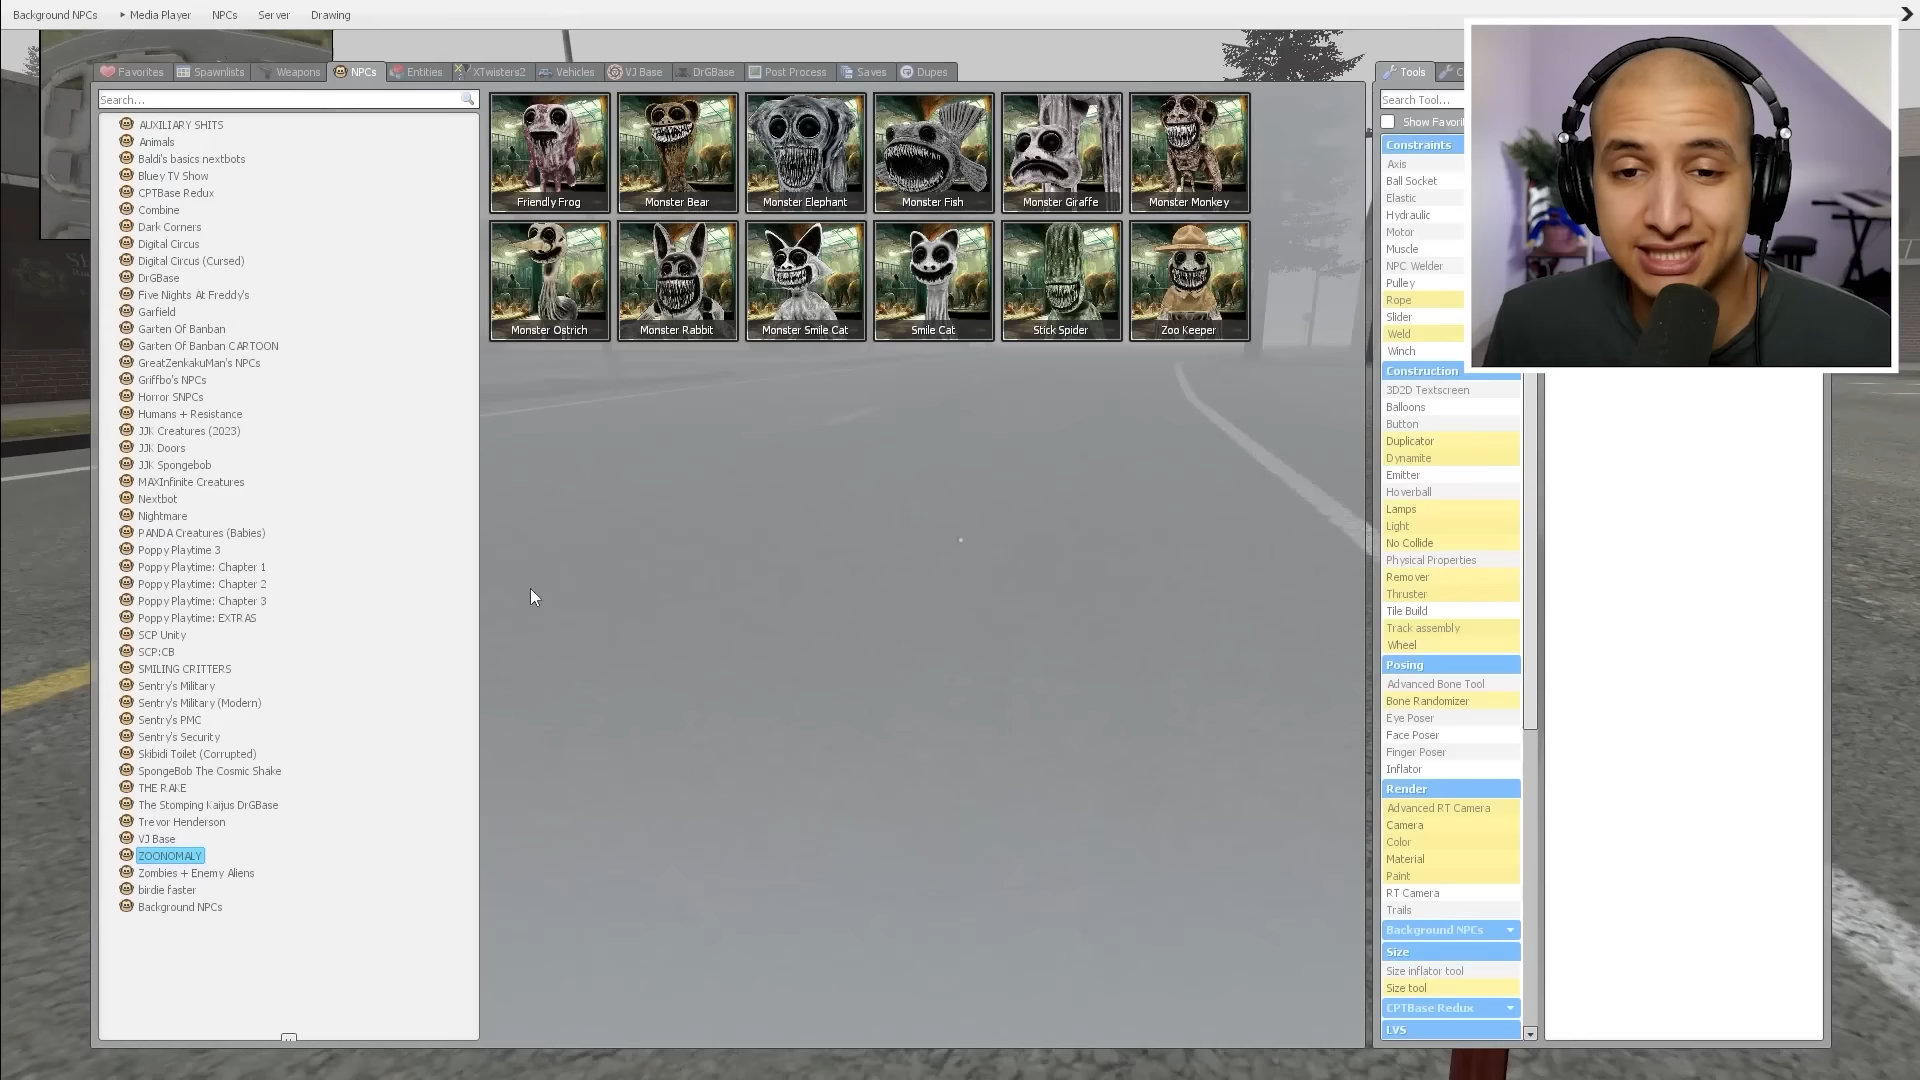 Background NPCs
Media Player
NPCs
Server
Drawing
Favorites
Spawnlists
Weapons
NPCs
Entities
XTwisters2
Vehicles
VJ Base
DrGBase
Post Process
Saves
Dupes
Search...
AUXILIARY SHITS
Animals
Baldi's basics nextbots
Bluey TV Show
CPTBase Redux
Combine
Dark Corners
Digital Circus
Digital Circus (Cursed)
DrGBase
Five Nights At Freddy's
Garfield
Garten Of Banban
Garten Of Banban CARTOON
GreatZenkakuMan's NPCs
Griffbo's NPCs
Horror SNPCs
Humans + Resistance
JJK Creatures (2023)
JJK Doors
JJK Spongebob
MAXInfinite Creatures
Nextbot
Nightmare
PANDA Creatures (Babies)
Poppy Playtime 3
Poppy Playtime: Chapter 1
Poppy Playtime: Chapter 2
Poppy Playtime: Chapter 3
Poppy Playtime: EXTRAS
SCP Unity
SCP:CB
SMILING CRITTERS
Sentry's Military
Sentry's Military (Modern)
Sentry's PMC
Sentry's Security
Skibidi Toilet (Corrupted)
SpongeBob The Cosmic Shake
THE RAKE
The Stomping Kaijus DrGBase
Trevor Henderson
VJ Base
ZOONOMALY
Zombies + Enemy Aliens
birdie faster
Background NPCs
Friendly Frog
Monster Bear
Monster Elephant
Monster Fish
Monster Giraffe
Monster Monkey
Monster Ostrich
Monster Rabbit
Monster Smile Cat
Smile Cat
Stick Spider
Zoo Keeper
Tools
Search Tool...
Show Favori
Constraints
Axis
Ball Socket
Elastic
Hydraulic
Motor
Muscle
NPC Welder
Pulley
Rope
Slider
Weld
Winch
Construction
3D2D Textscreen
Balloons
Button
Duplicator
Dynamite
Emitter
Hoverball
Lamps
Light
No Collide
Physical Properties
Remover
Thruster
Tile Build
Track assembly
Wheel
Posing
Advanced Bone Tool
Bone Randomizer
Eye Poser
Face Poser
Finger Poser
Inflator
Render
Advanced RT Camera
Camera
Color
Material
Paint
RT Camera
Trails
Background NPCs
Size
Size inflator tool
Size tool
CPTBase Redux
LVS